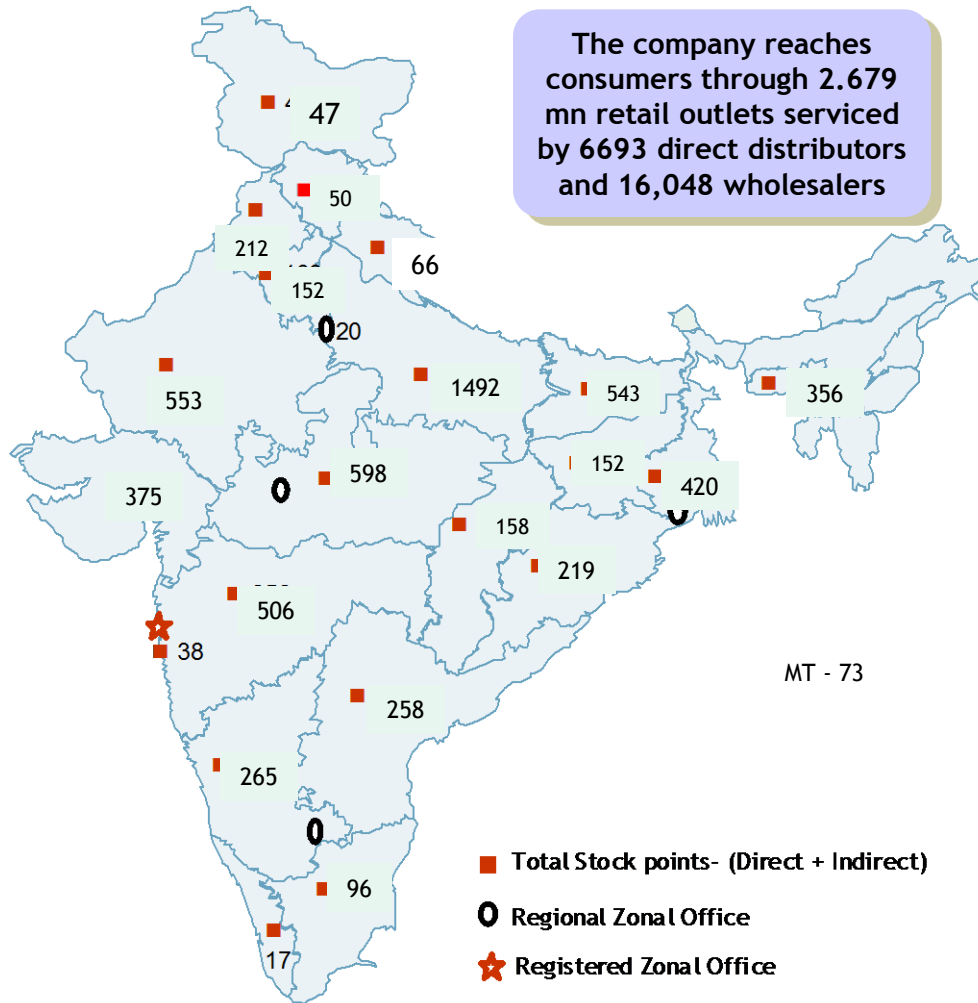 The company reaches
consumers through 2.679
mn retail outlets serviced
by 6693 direct distributors
and 16,048 wholesalers
47
50
212
66
152
20
553
1492
543
356
598
152
375
420
158
219
506
38
MT - 73
258
265
96
17
Total Stock points- (Direct + Indirect)
Regional Zonal Office
Registered Zonal Office